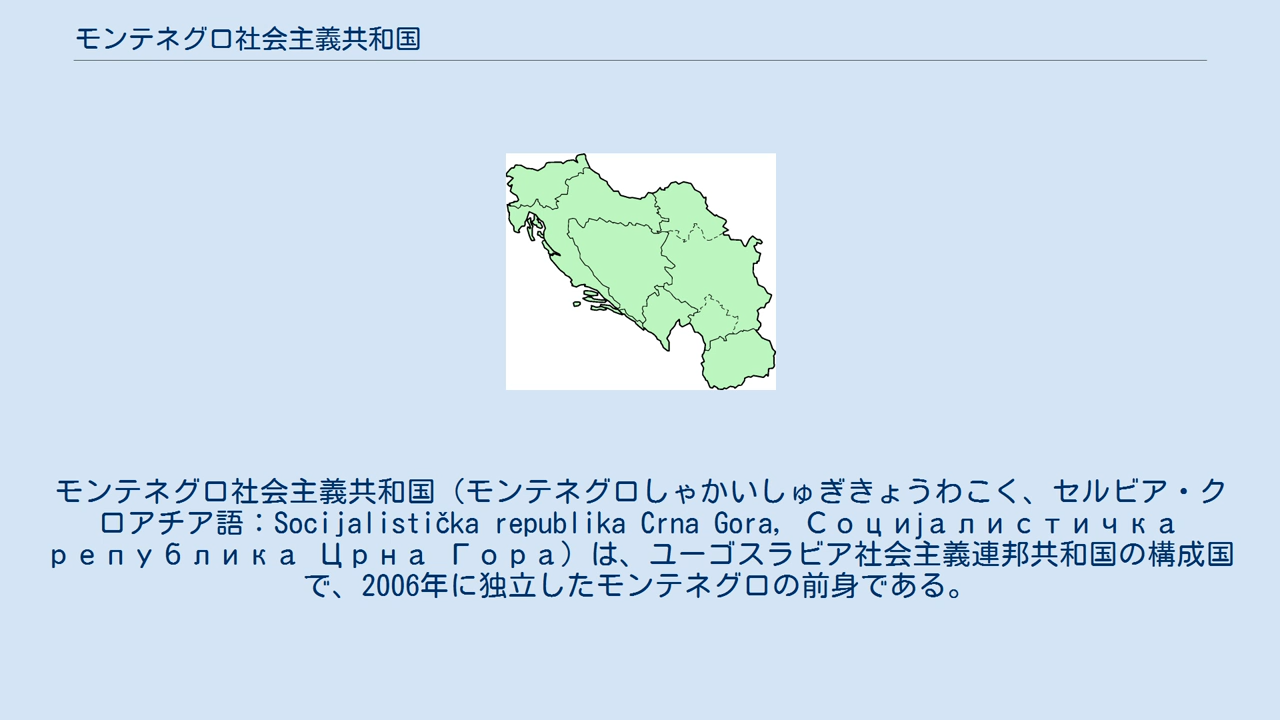 モンテネグロ社会主義共和国
モンテネグロ社会主義共和国（モンテネグロしゃかいしゅぎきょうわこく、セルビア・ク
ロアチア語：Socijalistička republika Crna Gora, Социјалистичка
република Црна Гора）は、ユーゴスラビア社会主義連邦共和国の構成国
で、2006年に独立したモンテネグロの前身である。